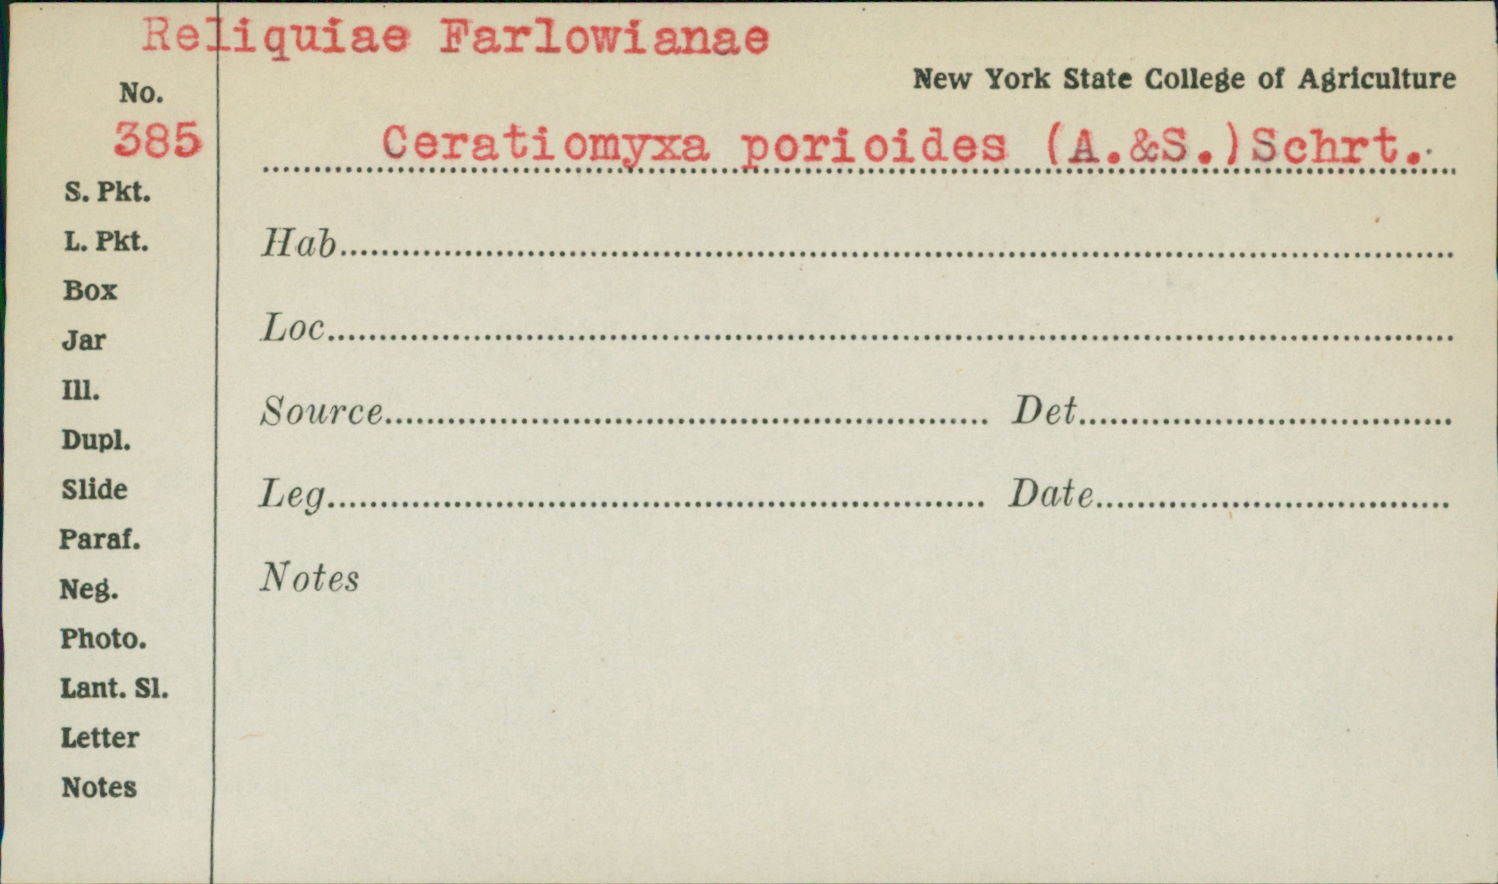 Reliquiae Farlowianae
New York State College of Agriculture
No.
385
Ceratiomyxa porioides (A.&S.)Schrt.
S. Pkt.
L. Pkt.
Box
Jar
Ill.
Dupl.
Slide
Paraf.
Neg.
Photo.
Lant. Sl.
Letter
Notes
Hab
Loc
Source Det
Leg Date
Notes